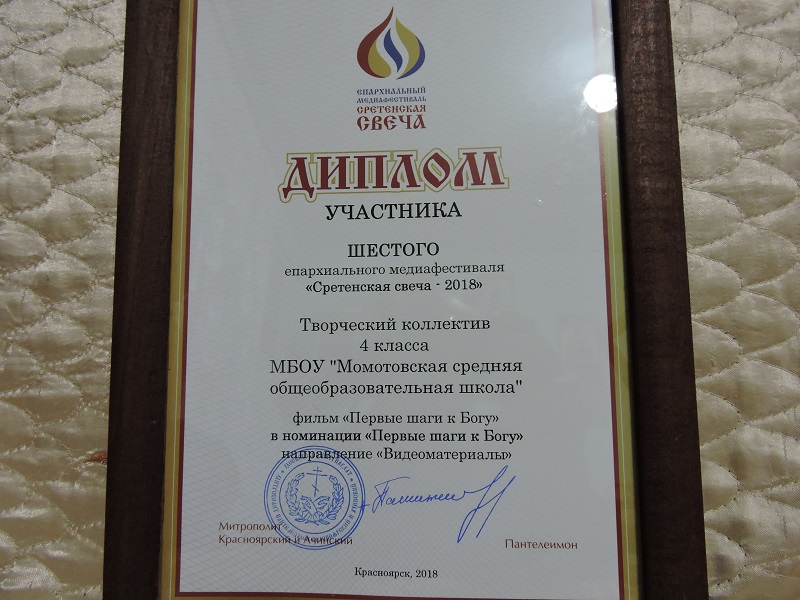 ЕПАРХИАЛЬНЫЙ
МЕДИАФЕСТИВАЛЬ
СРЕТЕНСКАЯ
СВЕЧА
ДИПЛОМ
УЧАСТНИКА
ШЕСТОГО
епархиального медиафестиваля
«Сретенская свеча - 2018»
Творческий коллектив
4 класса
МБОУ "Момотовская средняя
общеобразовательная школа"
фильм «Первые шаги к Богу»
в номинации «Первые шаги к Богу»
направление «Видеоматериалы»
Митрополит
Красноярский и Ачинский
Пантелеимон
Красноярск, 2018